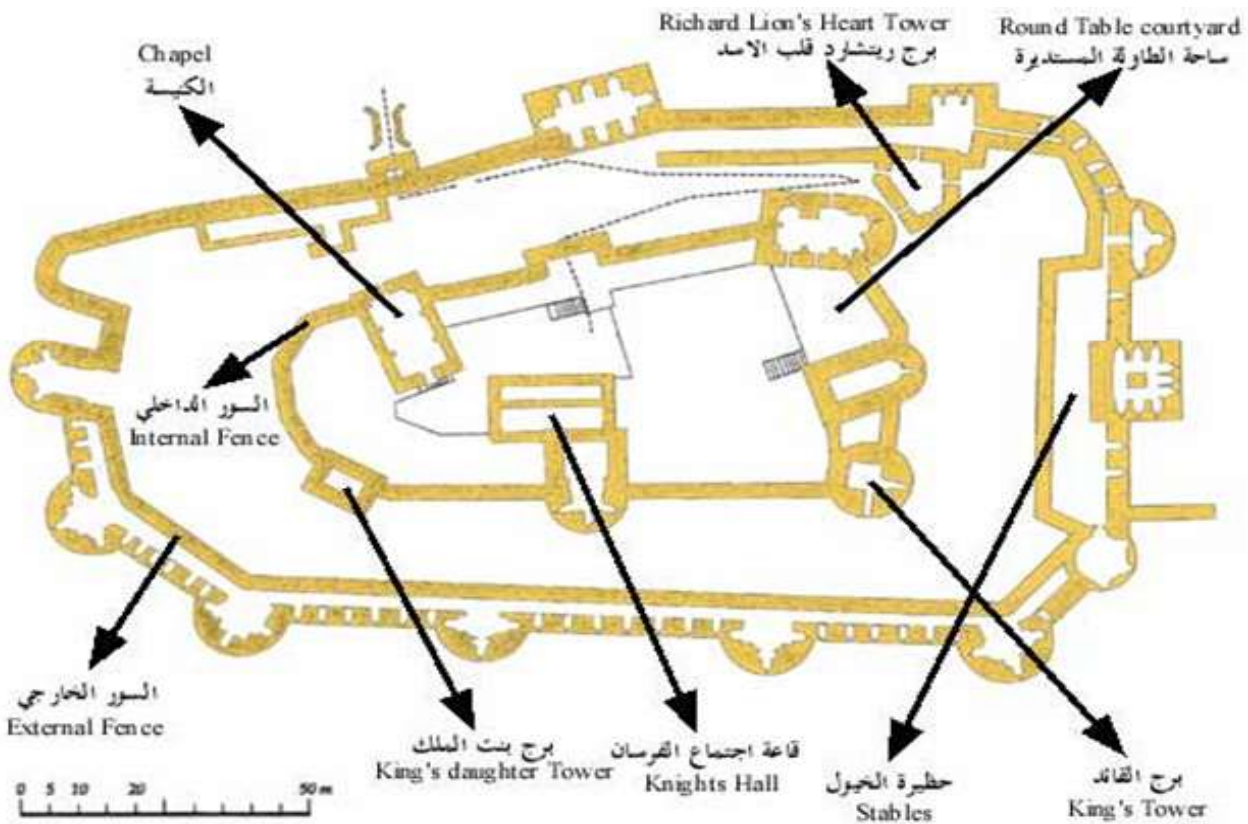 Chapel
الكنيسة
Richard Lion's Heart Tower
برج ريتشارد قلب الاسد
Round Table courtyard
ساحة الطاولة المستديرة
السور الداخلي
Internal Fence
السور الخارجي
External Fence
برج بنت الملك
King's daughter Tower
قاعة اجتماع الفرسان
Knights Hall
حظيرة الخيول
Stables
برج القائد
King's Tower
0 5 10 20 50 m